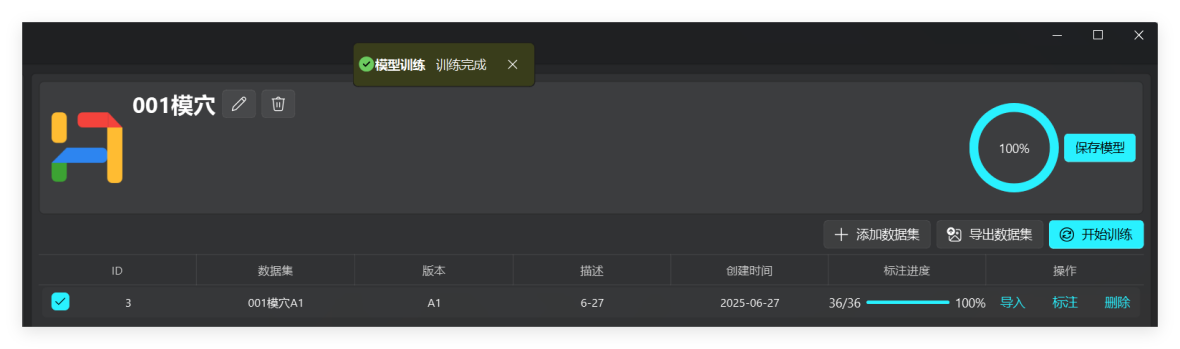 模型训练 训练完成
001模穴
100%
保存模型
添加数据集 导出数据集 开始训练
ID 数据集 版本 描述 创建时间 标注进度 操作
3 001模穴A1 A1 6-27 2025-06-27 36/36 100% 导入 标注 删除